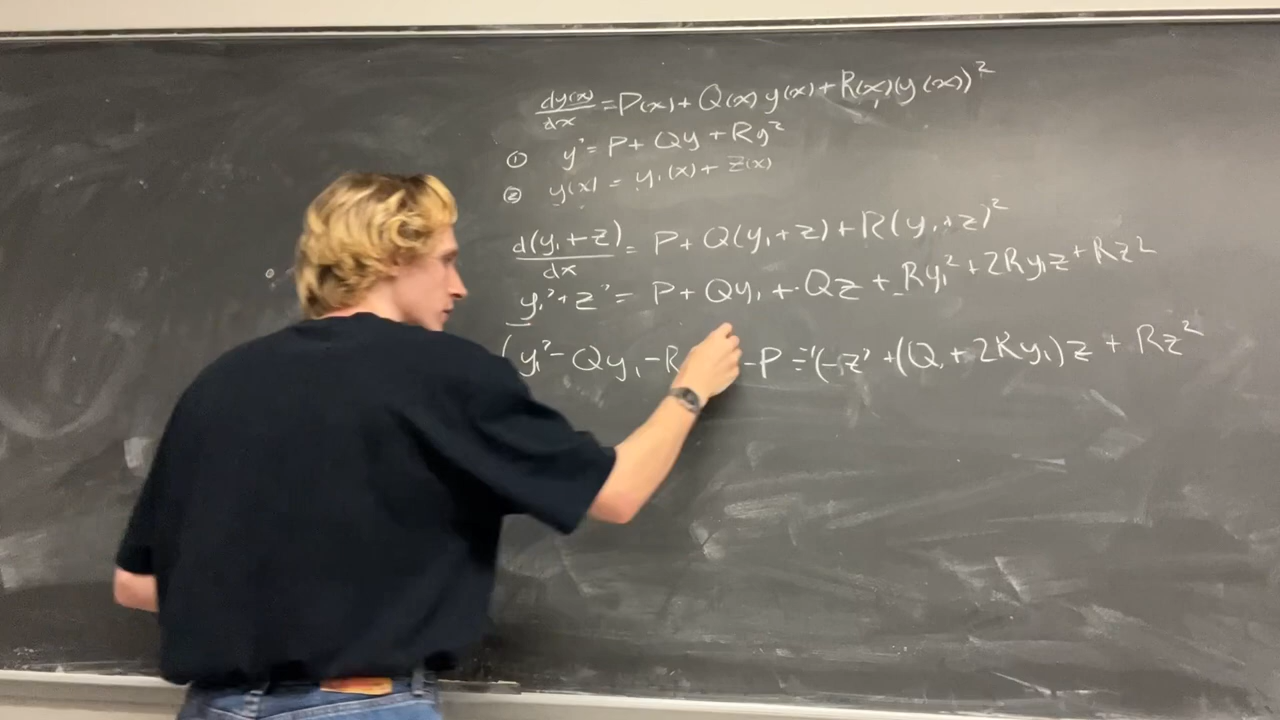 dy(x)/dx = P(x) + Q(x) y(x) + R(x)(y(x))²
① y' = P + Qy + Ry²
② y(x) = y₁(x) + z(x)
d(y₁ + z)/dx = P + Q(y₁ + z) + R(y₁ + z)²
y₁' + z' = P + Qy₁ + Qz + Ry₁² + 2Ry₁z + Rz²
(y₁' - Qy₁ - R - P = (-z' + (Q + 2Ry₁)z + Rz²